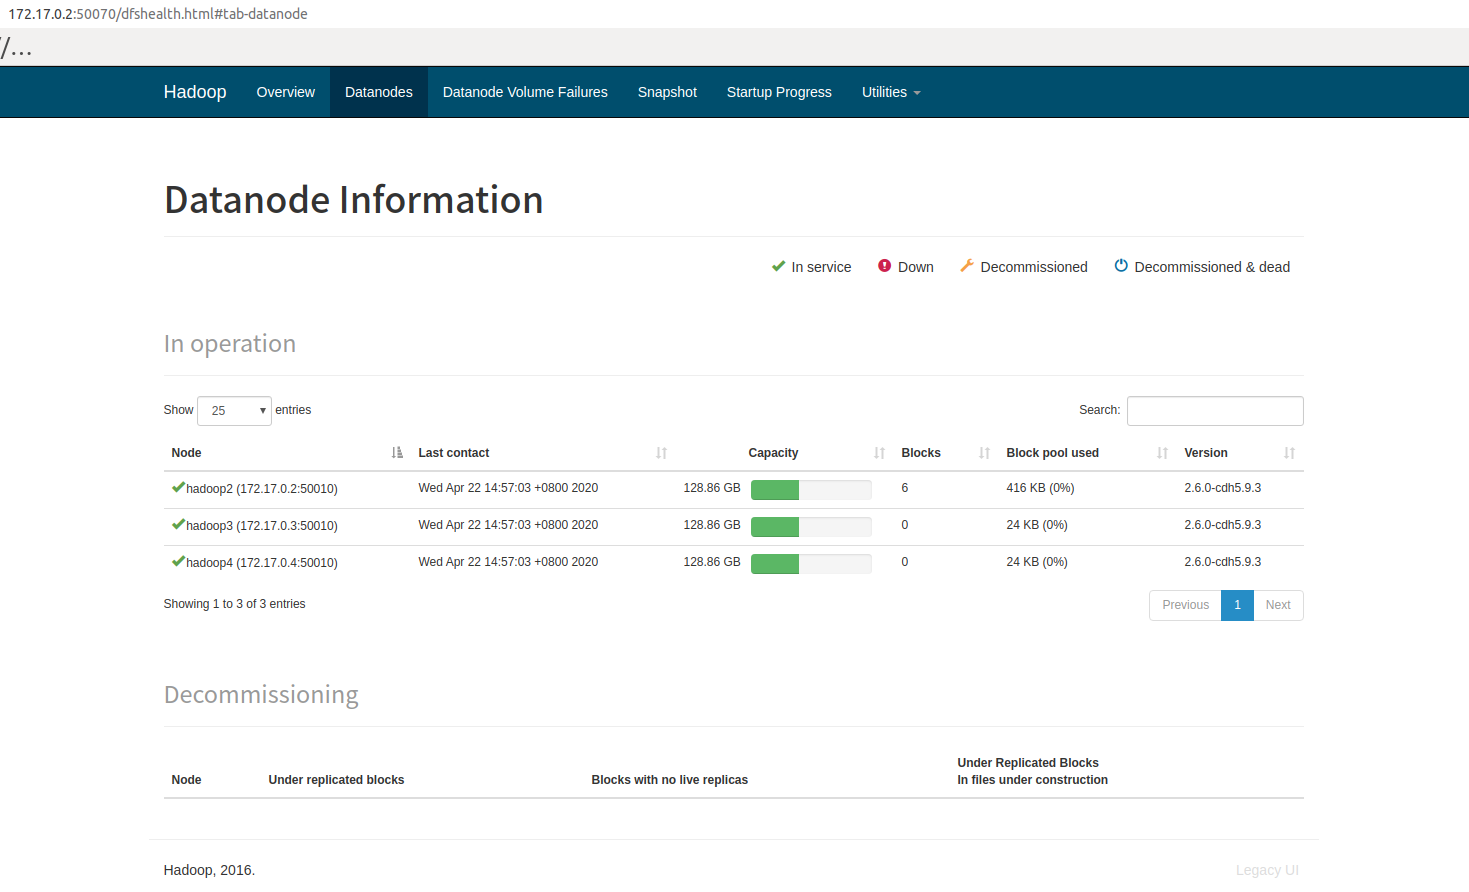 172.17.0.2:50070/dfshealth.html#tab-datanode
//...
Hadoop Overview Datanodes Datanode Volume Failures Snapshot Startup Progress Utilities
Datanode Information
In service Down Decommissioned Decommissioned & dead
In operation
Show 25 entries Search:
Node Last contact Capacity Blocks Block pool used Version
hadoop2 (172.17.0.2:50010) Wed Apr 22 14:57:03 +0800 2020 128.86 GB 6 416 KB (0%) 2.6.0-cdh5.9.3
hadoop3 (172.17.0.3:50010) Wed Apr 22 14:57:03 +0800 2020 128.86 GB 0 24 KB (0%) 2.6.0-cdh5.9.3
hadoop4 (172.17.0.4:50010) Wed Apr 22 14:57:03 +0800 2020 128.86 GB 0 24 KB (0%) 2.6.0-cdh5.9.3
Showing 1 to 3 of 3 entries Previous 1 Next
Decommissioning
Under Replicated Blocks
Node Under replicated blocks Blocks with no live replicas In files under construction
Hadoop, 2016. Legacy UI